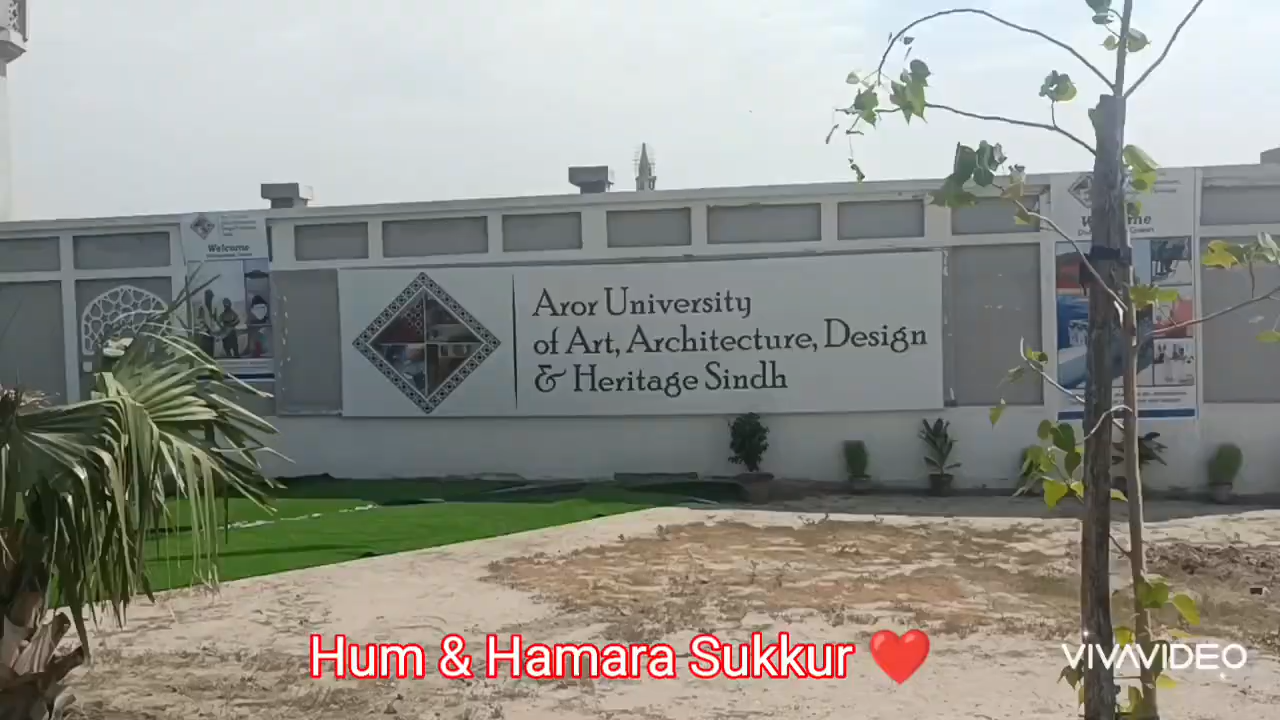 Welcome
Aror University
of Art, Architecture, Design
& Heritage Sindh
Hum & Hamara Sukkur ❤️
VIVAVIDEO